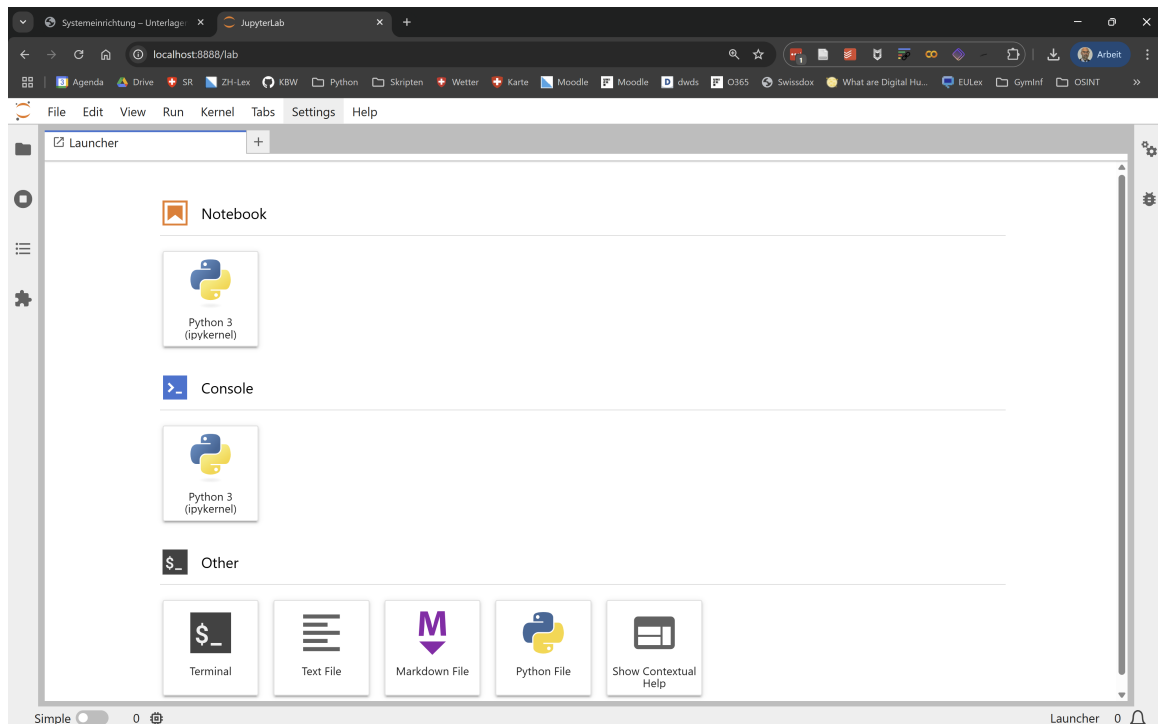 Systemeinrichtung – Unterlage
JupyterLab
localhost:8888/lab
1
Arbeit
3 Agenda Drive SR ZH-Lex KBW Python Skripten Wetter Karte Moodle Moodle D dwds O365 Swissdox What are Digital Hu... EULex GymInf OSINT »
File Edit View Run Kernel Tabs Settings Help
Launcher
Notebook
Python 3
(ipykernel)
>_ Console
Python 3
(ipykernel)
$_ Other
$_
M
Terminal Text File Markdown File Python File Show Contextual
Help
Simple 0 Launcher 0